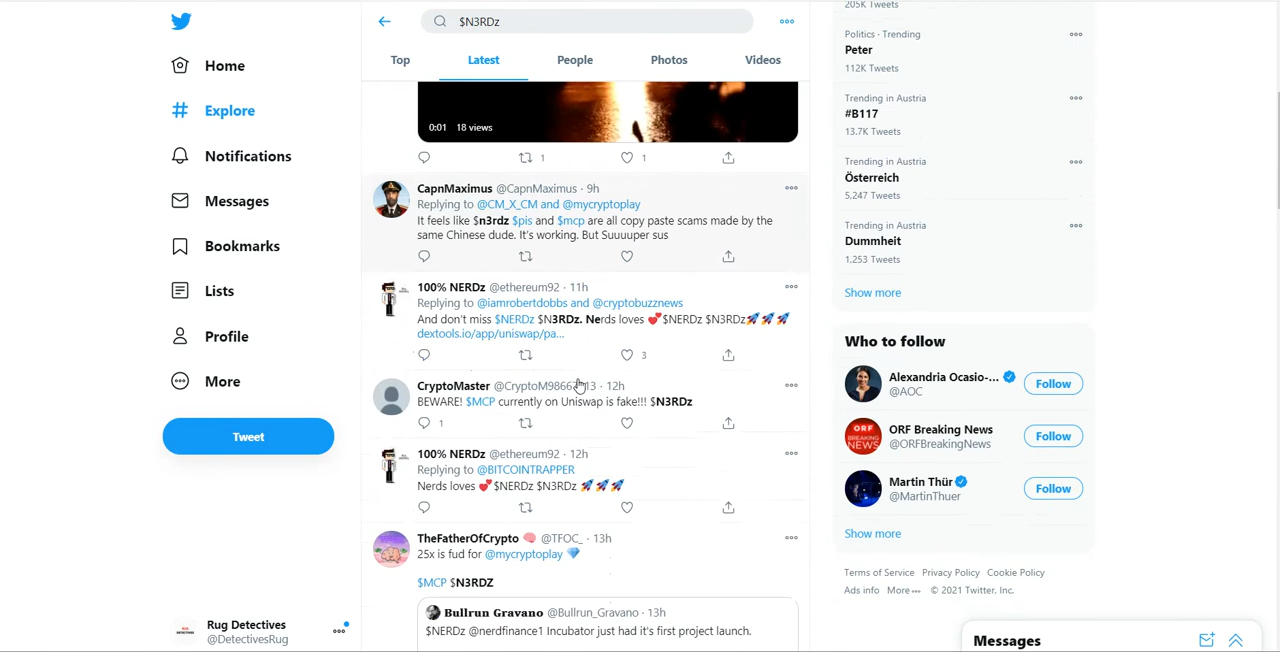 Home
Explore
Notifications
Messages
Bookmarks
Lists
Profile
More
Tweet
Rug Detectives
@DetectivesRug
$N3RDz
Top
Latest
People
Photos
Videos
0:01 18 views
1
1
CapnMaximus @CapnMaximus · 9h
Replying to @CM_X_CM and @mycryptoplay
It feels like $n3rdz $pis and $mcp are all copy paste scams made by the
same Chinese dude. It's working. But Suuuuper sus
100% NERDz @ethereum92 · 11h
Replying to @iamrobertdobbs and @cryptobuzznews
And don't miss $NERDz $N3RDz. Nerds loves 💕$NERDz $N3RDz🚀🚀🚀
dextools.io/app/uniswap/pa...
3
CryptoMaster 12h
BEWARE! $MCP currently on Uniswap is fake!!! $N3RDz
1
100% NERDz @ethereum92 · 12h
Replying to @BITCOINTRAPPER
Nerds loves 💕$NERDz $N3RDz 🚀🚀🚀
TheFatherOfCrypto 🧠 @TFOC_ · 13h
25x is fud for @mycryptoplay 💎
$MCP $N3RDZ
Bullrun Gravano @Bullrun_Gravano · 13h
$NERDz @nerdfinance1 Incubator just had it's first project launch.
205K Tweets
Politics · Trending
Peter
112K Tweets
Trending in Austria
#B117
13.7K Tweets
Trending in Austria
Österreich
5,247 Tweets
Trending in Austria
Dummheit
1,253 Tweets
Show more
Who to follow
Alexandria Ocasio-...
@AOC
Follow
ORF BREAKING NEWS
ORF Breaking News
@ORFBreakingNews
Follow
Martin Thür
@MartinThuer
Follow
Show more
Terms of Service Privacy Policy Cookie Policy
Ads info More··· © 2021 Twitter, Inc.
Messages